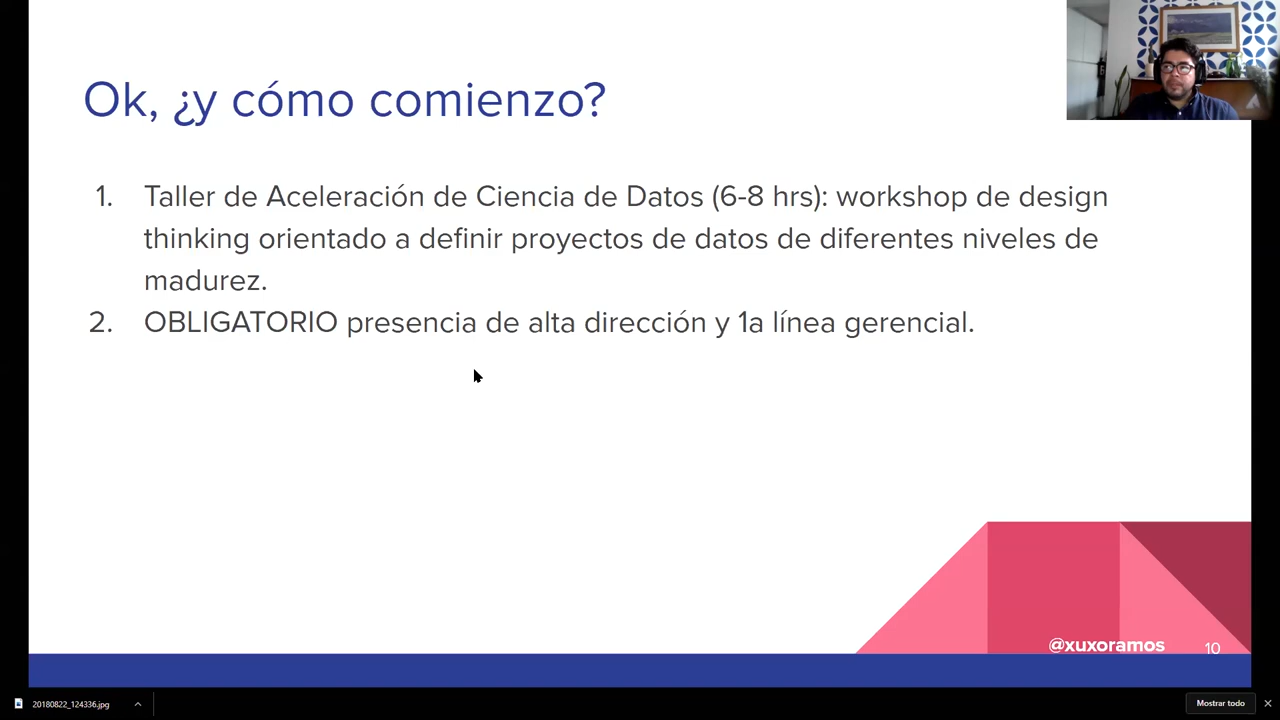 Ok, ¿y cómo comienzo?
1. Taller de Aceleración de Ciencia de Datos (6-8 hrs): workshop de design
thinking orientado a definir proyectos de datos de diferentes niveles de
madurez.
2. OBLIGATORIO presencia de alta dirección y 1a línea gerencial.
@xuxoramos
10
20180822_124336.jpg
Mostrar todo